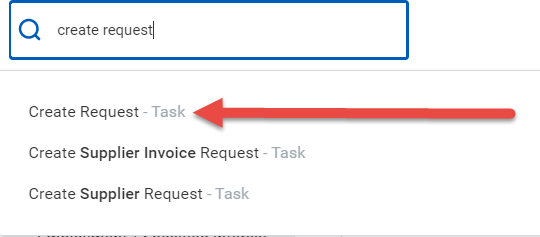 create request
Create Request - Task
Create Supplier Invoice Request - Task
Create Supplier Request - Task